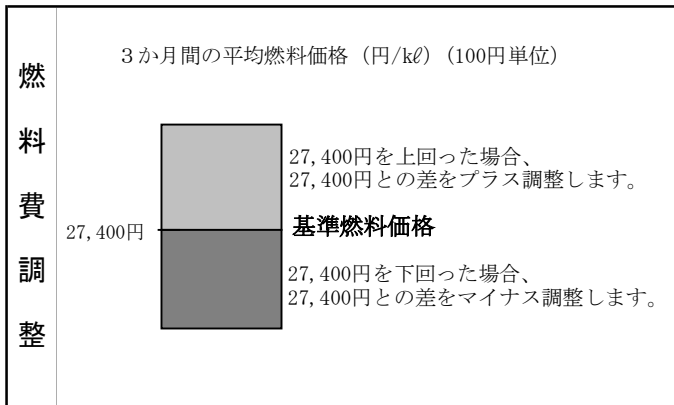 燃料費調整
３か月間の平均燃料価格（円/kℓ）（100円単位）
27,400円を上回った場合、
27,400円との差をプラス調整します。
27,400円
基準燃料価格
27,400円を下回った場合、
27,400円との差をマイナス調整します。